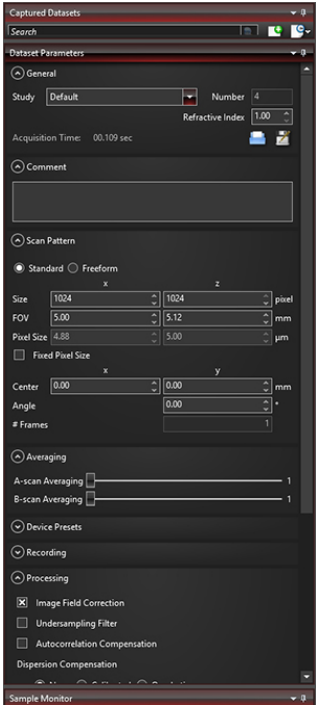 Captured Datasets
Search
Dataset Parameters
General
Study Default Number 4
Refractive Index 1.00
Acquisition Time: 00.109 sec
Comment
Scan Pattern
Standard Freeform
x z
Size 1024 1024 pixel
FOV 5.00 5.12 mm
Pixel Size 4.88 5.00 µm
Fixed Pixel Size
x y
Center 0.00 0.00 mm
Angle 0.00 °
# Frames 1
Averaging
A-scan Averaging 1
B-scan Averaging 1
Device Presets
Recording
Processing
Image Field Correction
Undersampling Filter
Autocorrelation Compensation
Dispersion Compensation
Sample Monitor